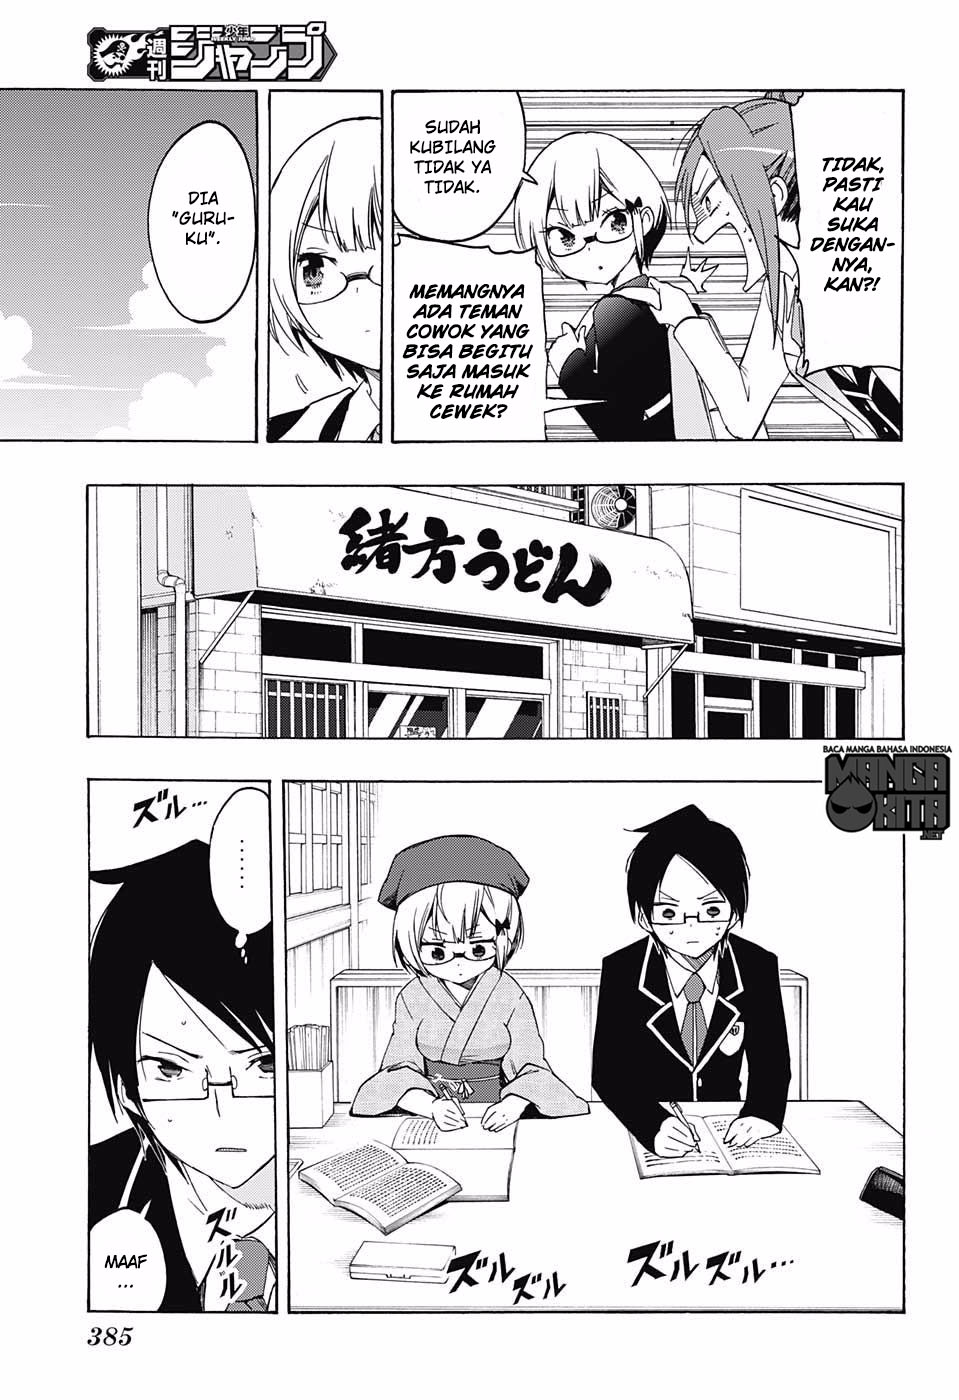 週刊
少年
ジャンプ
TIDAK,
PASTI
KAU
SUKA
DENGAN-
NYA,
KAN?!
SUDAH
KUBILANG
TIDAK YA
TIDAK.
MEMANGNYA
ADA TEMAN
COWOK YANG
BISA BEGITU
SAJA MASUK
KE RUMAH
CEWEK?
DIA
"GURU-
KU".
緒方うどん
BACA MANGA BAHASA INDONESIA
MANGA
KITA
.NET
ズル ズル
ズル ズル...
ズル...
........
ズル
ズル
MAAF
...
385